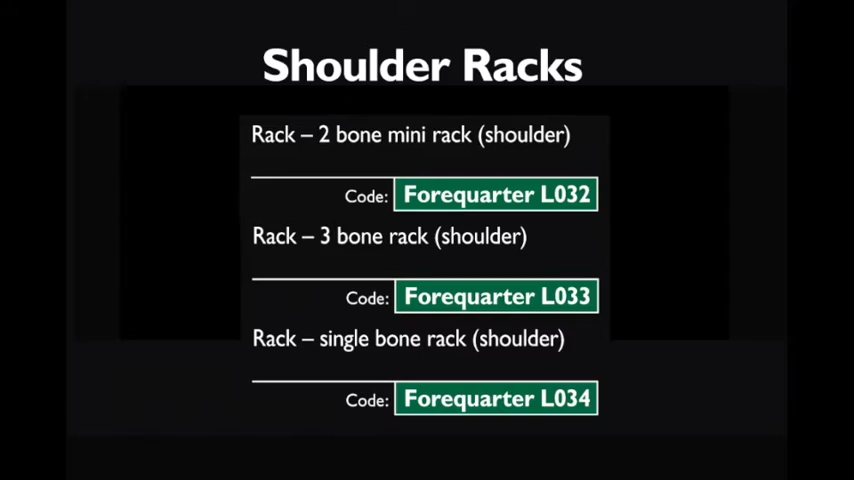 Shoulder Racks
Rack – 2 bone mini rack (shoulder)
Code: Forequarter L032
Rack – 3 bone rack (shoulder)
Code: Forequarter L033
Rack – single bone rack (shoulder)
Code: Forequarter L034